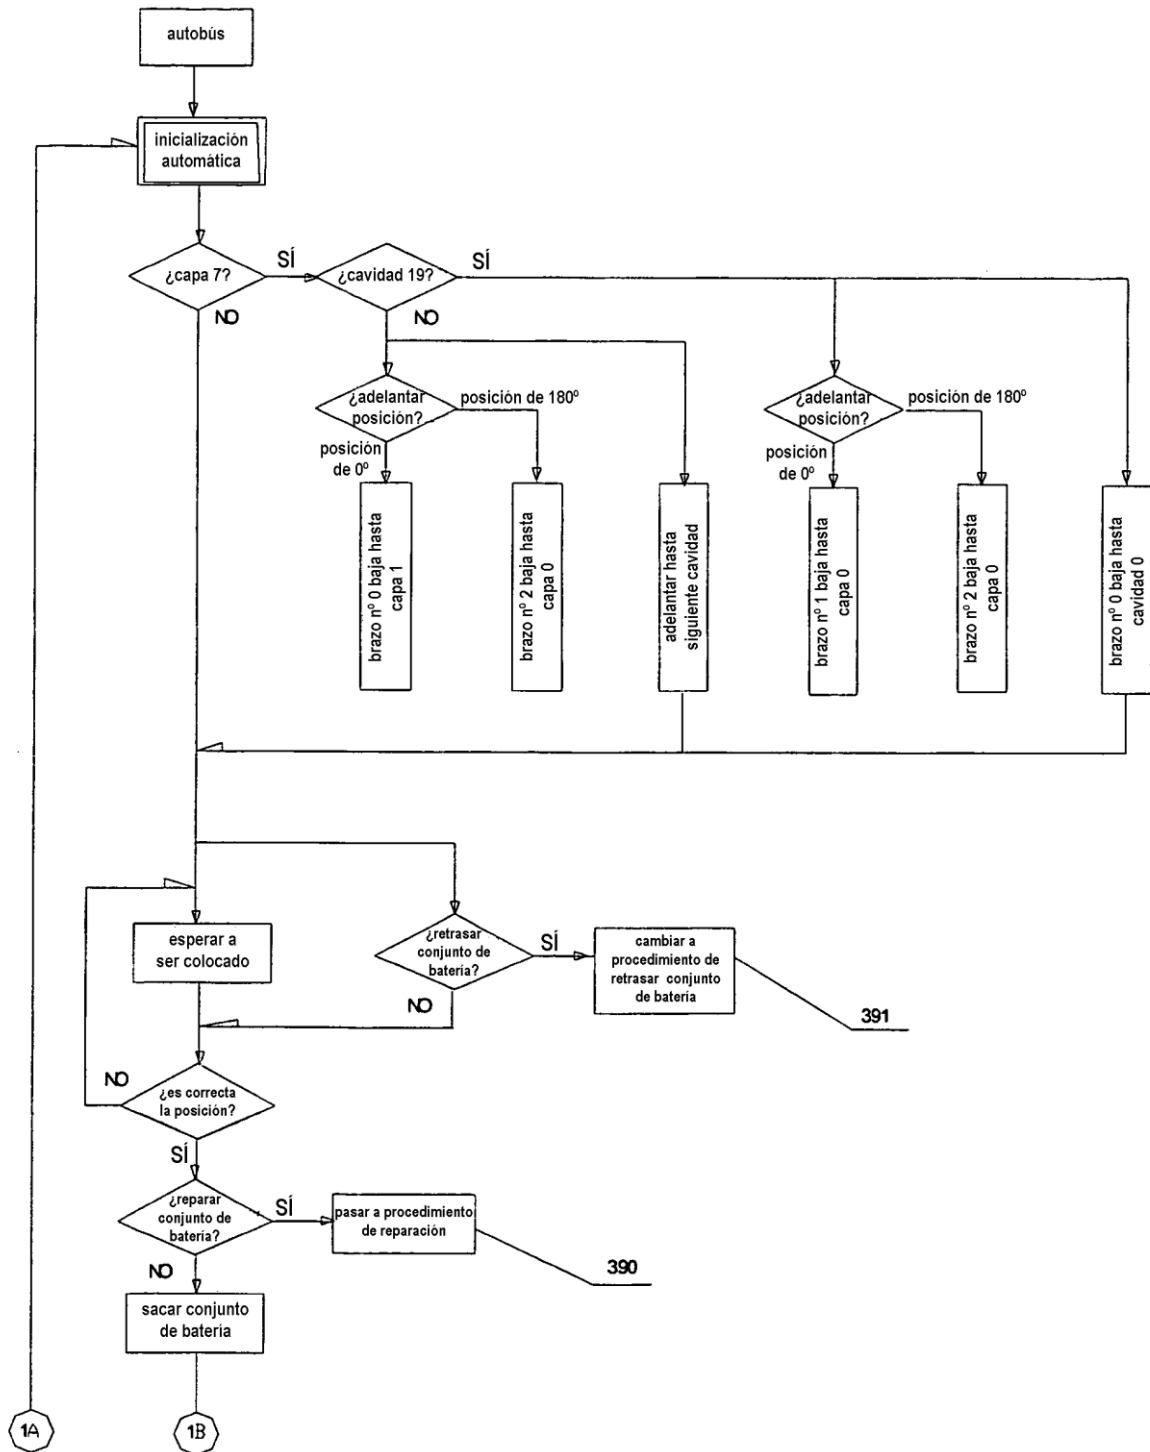 autobús
inicialización
automática
¿capa 7?
SÍ
¿cavidad 19?
SÍ
NO
NO
¿adelantar
posición?
posición de 180º
posición
de 0º
¿adelantar
posición?
posición de 180º
posición
de 0º
brazo nº 0 baja hasta
capa 1
brazo nº 2 baja hasta
capa 0
adelantar hasta
siguiente cavidad
brazo nº 1 baja hasta
capa 0
brazo nº 2 baja hasta
capa 0
brazo nº 0 baja hasta
cavidad 0
esperar a
ser colocado
¿retrasar
conjunto de
batería?
SÍ
cambiar a
procedimiento de
retrasar conjunto
de batería
NO
391
NO
¿es correcta
la posición?
SÍ
¿reparar
conjunto de
batería?
SÍ
pasar a procedimiento
de reparación
NO
390
sacar conjunto
de batería
1A
1B